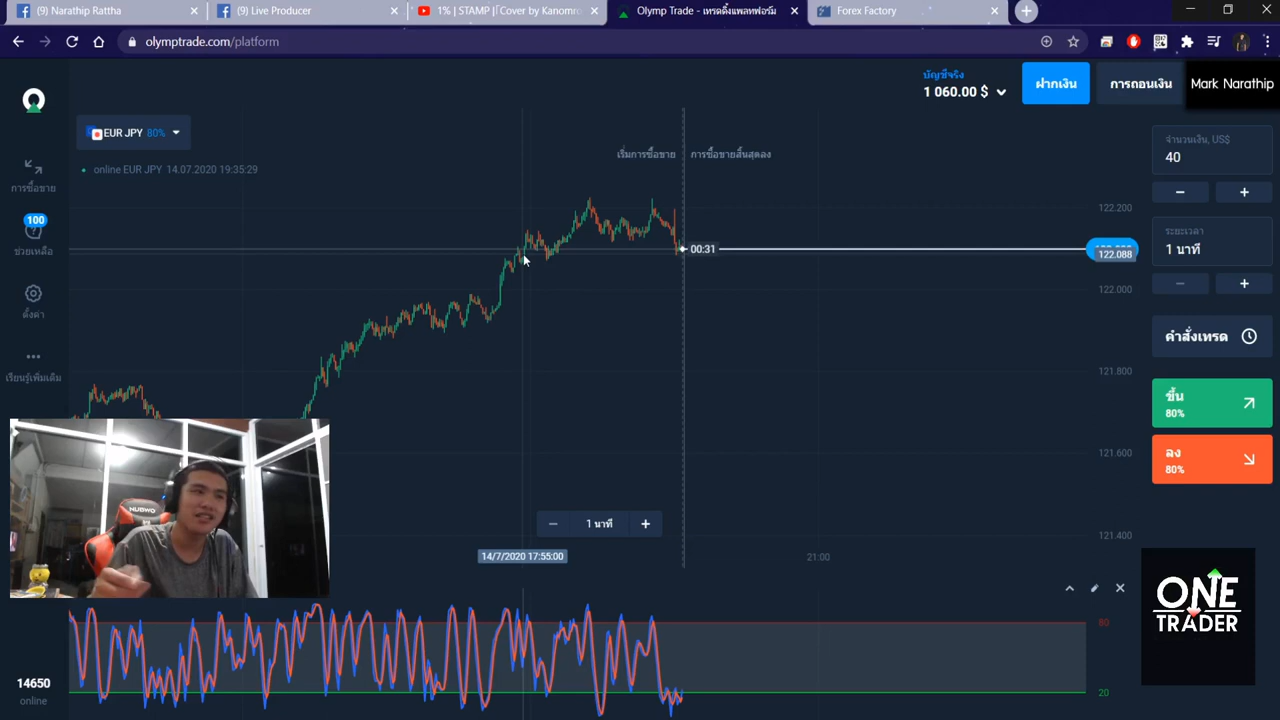 (9) Narathip Rattha
(9) Live Producer
1% | STAMP |「Cover by Kanomro
Olymp Trade - เทรดดิ้งแพลทฟอร์ม
Forex Factory
olymptrade.com/platform
บัญชีจริง
1 060.00 $
ฝากเงิน
การถอนเงิน
Mark Narathip
EUR JPY 80%
online EUR JPY 14.07.2020 19:35:29
เริ่มการซื้อขาย
การซื้อขายสิ้นสุดลง
จำนวนเงิน, US$
40
− +
ระยะเวลา
1 นาที
− +
คำสั่งเทรด
ขึ้น
80%
ลง
80%
การซื้อขาย
100
ช่วยเหลือ
ตั้งค่า
เรียนรู้เพิ่มเติม
00:31
122.200
122.088
122.000
121.800
121.600
121.400
− 1 นาที +
14/7/2020 17:55:00
21:00
80
20
NUBWO
14650
online
ONE
TRADER